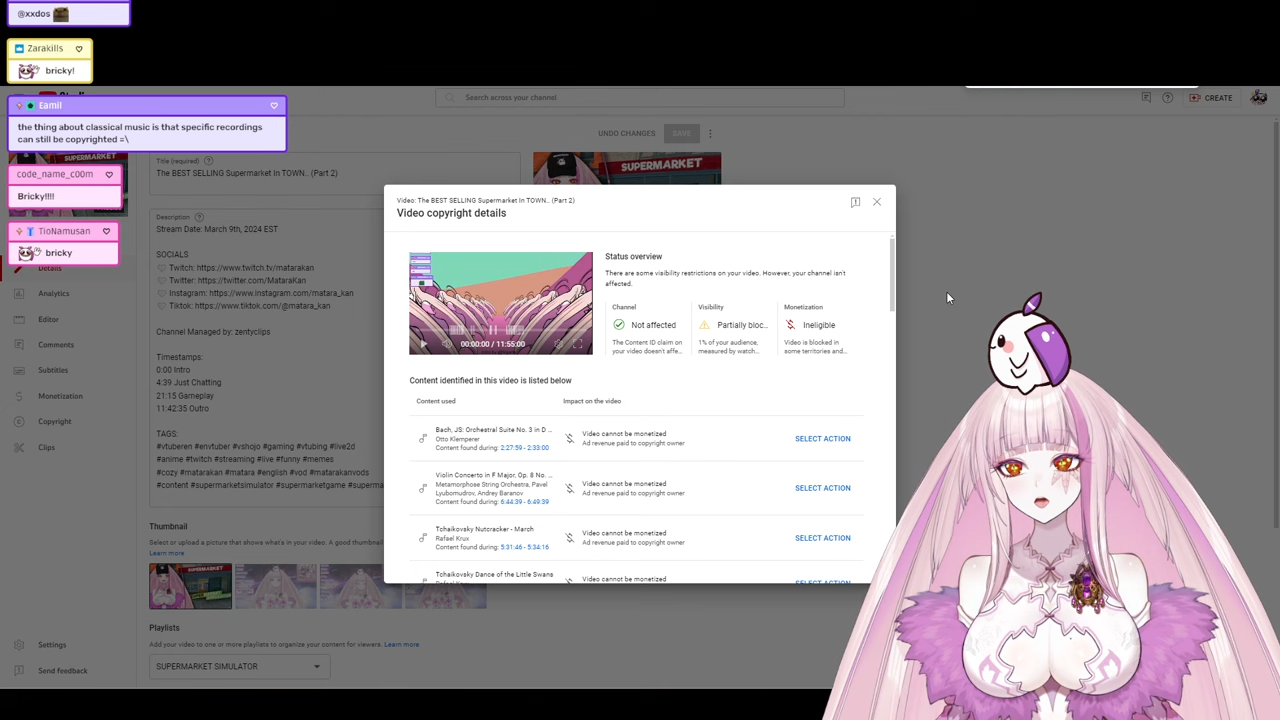 @xxdos
Zarakills
bricky!
Eamil
the thing about classical music is that specific recordings
can still be copyrighted =\
code_name_c00m
Bricky!!!!
TioNamusan
bricky
Search across your channel
CREATE
UNDO CHANGES
SAVE
Title (required)
The BEST SELLING Supermarket In TOWN.. (Part 2)
SUPERMARKET
SUPERMARKET
Description
Stream Date: March 9th, 2024 EST
SOCIALS
Twitch: https://www.twitch.tv/matarakan
Twitter: https://twitter.com/MataraKan
Instagram: https://www.instagram.com/matara_kan
Tiktok: https://www.tiktok.com/@matara_kan
Channel Managed by: zentyclips
Timestamps:
0:00 Intro
4:39 Just Chatting
21:15 Gameplay
11:42:35 Outro
TAGS:
#vtuberen #envtuber #vshojo #gaming #vtubing #live2d
#anime #twitch #streaming #live #funny #memes
#cozy #matarakan #matara #english #vod #matarakanvods
#content #supermarketsimulator #supermarketgame #superma
Details
Analytics
Editor
Comments
Subtitles
Monetization
Copyright
Clips
Settings
Send feedback
Thumbnail
Select or upload a picture that shows what's in your video. A good thumbnail
Learn more
Playlists
Add your video to one or more playlists to organize your content for viewers. Learn more
SUPERMARKET SIMULATOR
Video: The BEST SELLING Supermarket In TOWN.. (Part 2)
Video copyright details
00:00:00 / 11:55:00
Status overview
There are some visibility restrictions on your video. However, your channel isn't
affected.
Channel
Not affected
The Content ID claim on
your video doesn't affe...
Visibility
Partially bloc...
1% of your audience,
measured by watch...
Monetization
Ineligible
Video is blocked in
some territories and...
Content identified in this video is listed below
Content used
Impact on the video
Bach, JS: Orchestral Suite No. 3 in D ...
Otto Klemperer
Content found during: 2:27:59 - 2:33:00
Video cannot be monetized
Ad revenue paid to copyright owner
SELECT ACTION
Violin Concerto in F Major, Op. 8 No. ...
Metamorphose String Orchestra, Pavel
Lyubomudrov, Andrey Baranov
Content found during: 6:44:39 - 6:49:39
Video cannot be monetized
Ad revenue paid to copyright owner
SELECT ACTION
Tchaikovsky Nutcracker - March
Rafael Krux
Content found during: 5:31:46 - 5:34:16
Video cannot be monetized
Ad revenue paid to copyright owner
SELECT ACTION
Tchaikovsky Dance of the Little Swans
Video cannot be monetized